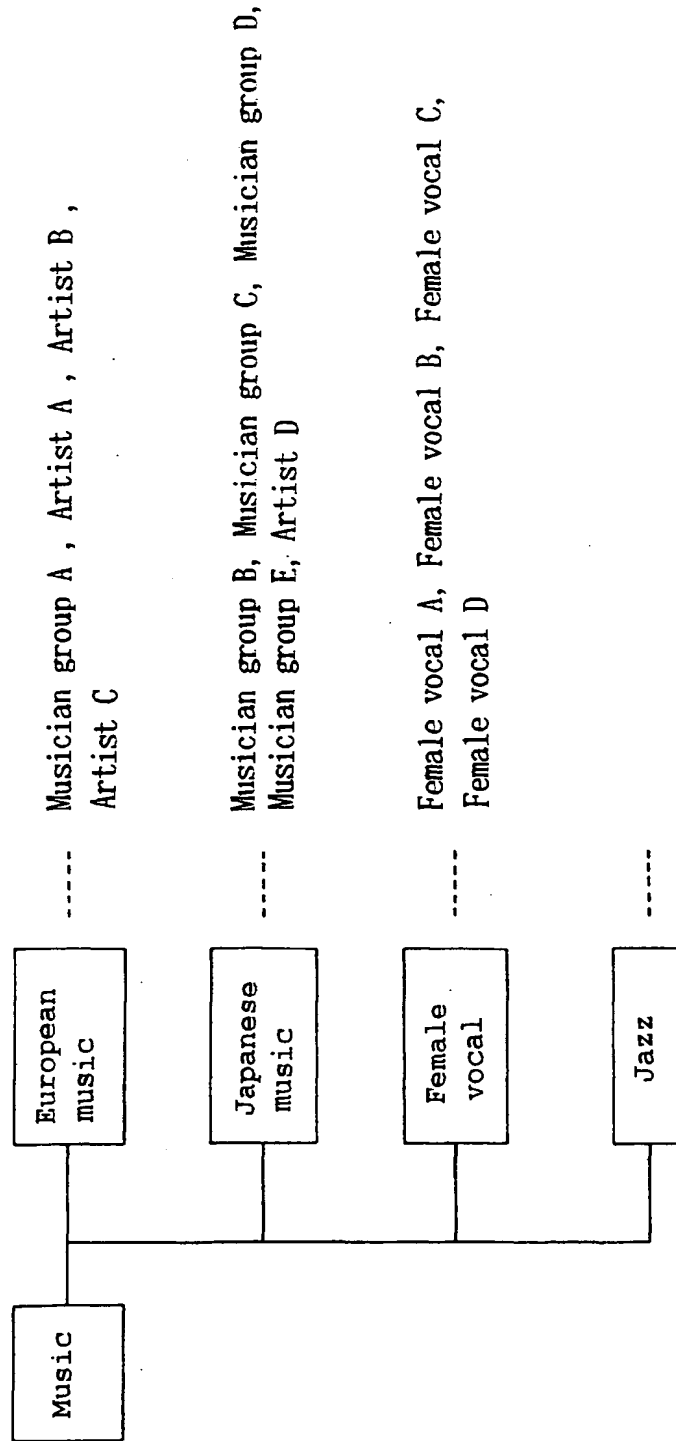 Music
European
music
Musician group A , Artist A , Artist B ,
Artist C
Japanese
music
Musician group B, Musician group C, Musician group D,
Musician group E, Artist D
Female
vocal
Female vocal A, Female vocal B, Female vocal C,
Female vocal D
Jazz